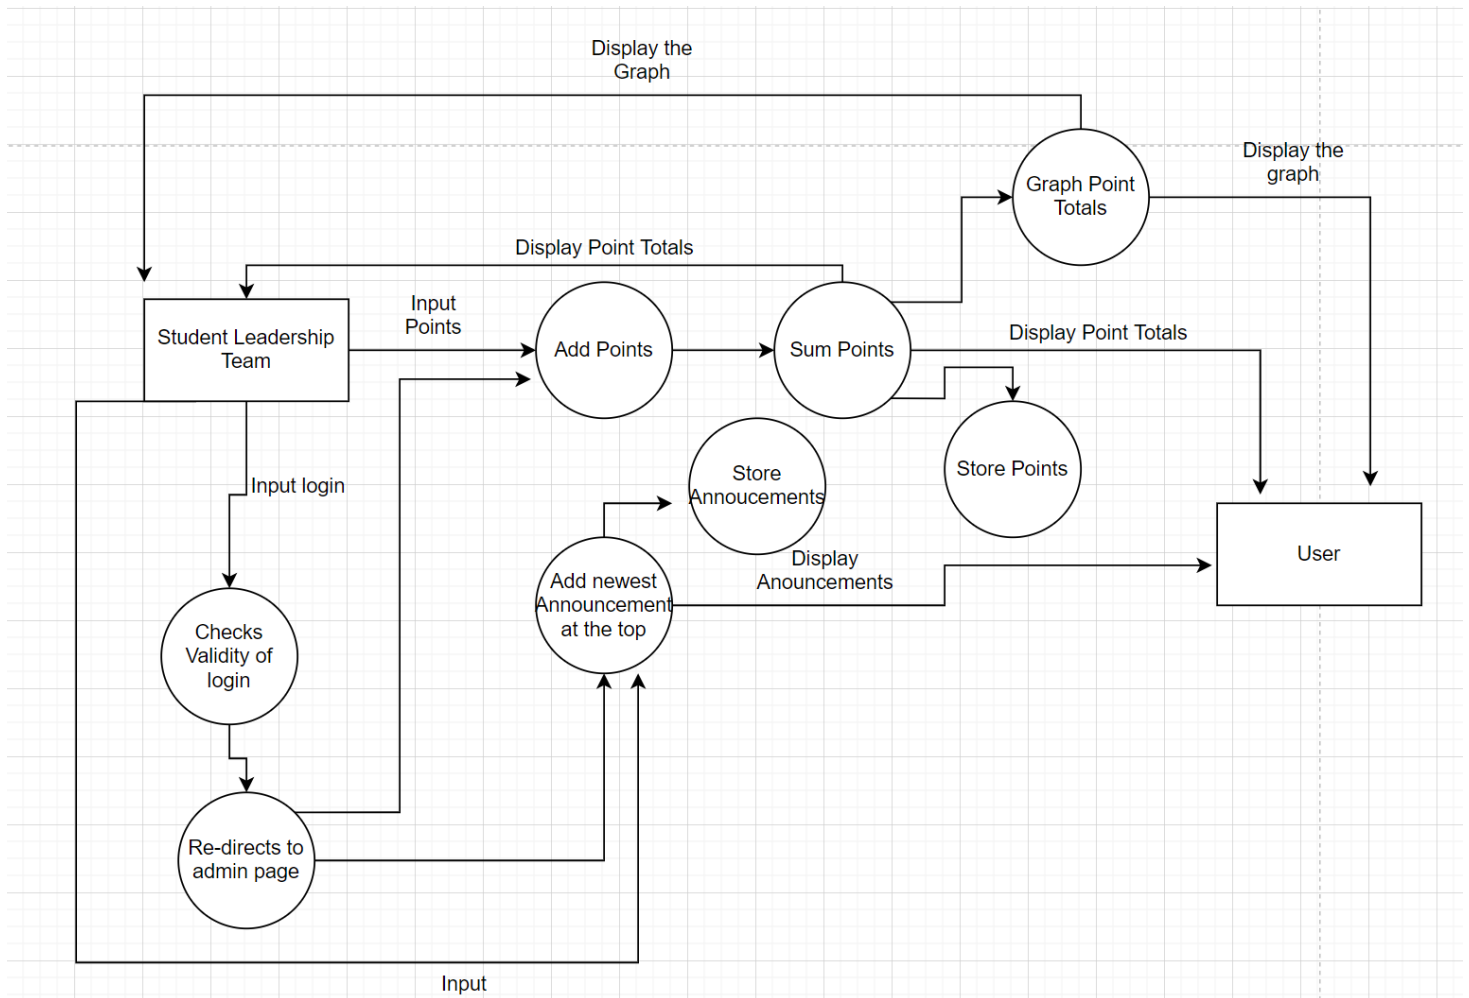 Display the
Graph
Graph Point
Totals
Display the
graph
Display Point Totals
Student Leadership
Team
Input
Points
Add Points
Sum Points
Display Point Totals
Store
Annoucements
Store Points
Input login
Display
Anouncements
User
Add newest
Announcement
at the top
Checks
Validity of
login
Re-directs to
admin page
Input